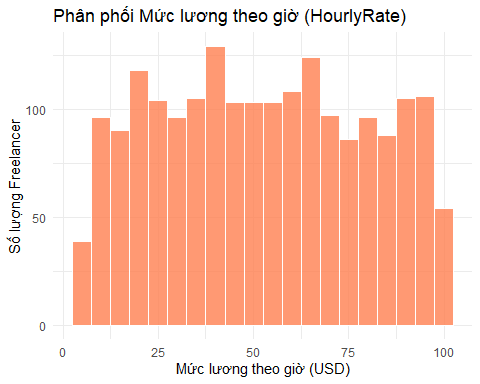 Phân phối Mức lương theo giờ (HourlyRate)
Số lượng Freelancer
100
50
0
0
25
50
75
100
Mức lương theo giờ (USD)